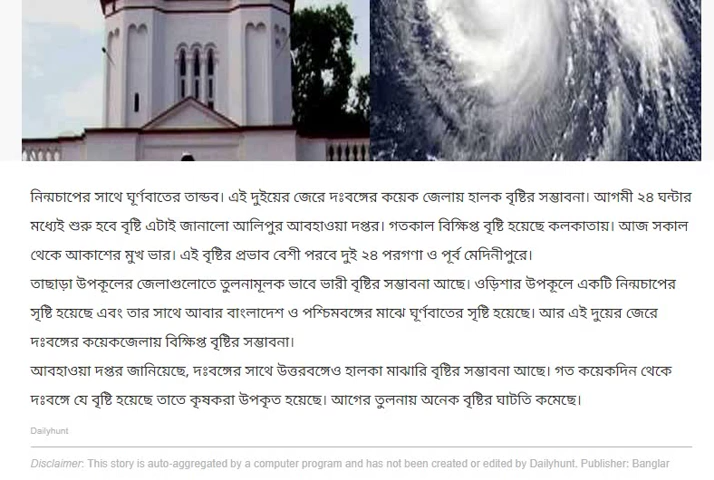 নিন্মচাপের সাথে ঘূর্ণবাতের তান্ডব। এই দুইয়ের জেরে দঃবঙ্গের কয়েক জেলায় হালক বৃষ্টির সম্ভাবনা। আগমী ২৪ ঘন্টার
মধ্যেই শুরু হবে বৃষ্টি এটাই জানালো আলিপুর আবহাওয়া দপ্তর। গতকাল বিক্ষিপ্ত বৃষ্টি হয়েছে কলকাতায়। আজ সকাল
থেকে আকাশের মুখ ভার। এই বৃষ্টির প্রভাব বেশী পরবে দুই ২৪ পরগণা ও পূর্ব মেদিনীপুরে।
তাছাড়া উপকূলের জেলাগুলোতে তুলনামূলক ভাবে ভারী বৃষ্টির সম্ভাবনা আছে। ওড়িশার উপকূলে একটি নিন্মচাপের
সৃষ্টি হয়েছে এবং তার সাথে আবার বাংলাদেশ ও পশ্চিমবঙ্গের মাঝে ঘূর্ণবাতের সৃষ্টি হয়েছে। আর এই দুয়ের জেরে
দঃবঙ্গের কয়েকজেলায় বিক্ষিপ্ত বৃষ্টির সম্ভাবনা।
আবহাওয়া দপ্তর জানিয়েছে, দঃবঙ্গের সাথে উত্তরবঙ্গেও হালকা মাঝারি বৃষ্টির সম্ভাবনা আছে। গত কয়েকদিন থেকে
দঃবঙ্গে যে বৃষ্টি হয়েছে তাতে কৃষকরা উপকৃত হয়েছে। আগের তুলনায় অনেক বৃষ্টির ঘাটতি কমেছে।
Dailyhunt
Disclaimer: This story is auto-aggregated by a computer program and has not been created or edited by Dailyhunt. Publisher: Banglar